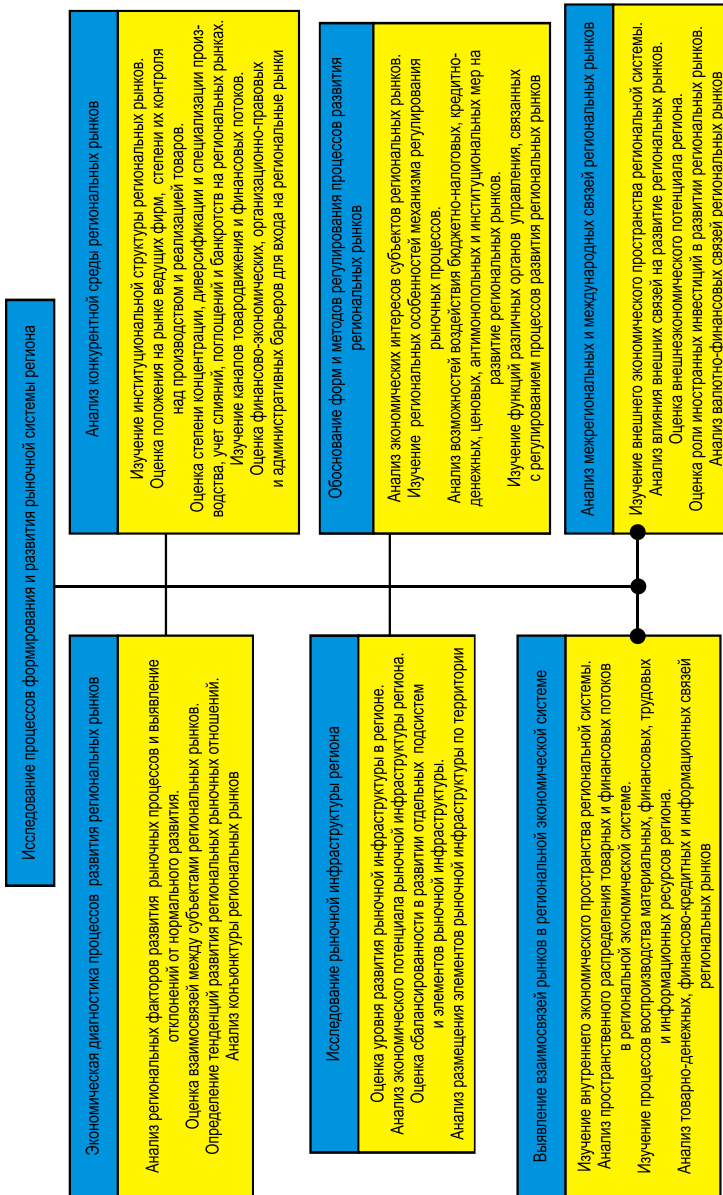 Исследование процессов формирования и развития рыночной системы региона
Экономическая диагностика процессов развития региональных рынков
Анализ региональных факторов развития рыночных процессов и выявление
отклонений от нормального развития.
Оценка взаимосвязей между субъектами региональных рынков.
Определение тенденций развития региональных рыночных отношений.
Анализ конъюнктуры региональных рынков
Анализ конкурентной среды региональных рынков
Изучение институциональной структуры региональных рынков.
Оценка положения на рынке ведущих фирм, степени их контроля
над производством и реализацией товаров.
Оценка степени концентрации, диверсификации и специализации произ-
водства, учет слияний, поглощений и банкротств на региональных рынках.
Изучение каналов товародвижения и финансовых потоков.
Оценка финансово-экономических, организационно-правовых
и административных барьеров для входа на региональные рынки
Исследование рыночной инфраструктуры региона
Оценка уровня развития рыночной инфраструктуры в регионе.
Анализ экономического потенциала рыночной инфраструктуры региона.
Оценка сбалансированности в развитии отдельных подсистем
и элементов рыночной инфраструктуры.
Анализ размещения элементов рыночной инфраструктуры по территории
Обоснование форм и методов регулирования процессов развития
региональных рынков
Анализ экономических интересов субъектов региональных рынков.
Изучение региональных особенностей механизма регулирования
рыночных процессов.
Анализ возможностей воздействия бюджетно-налоговых, кредитно-
денежных, ценовых, антимонопольных и институциональных мер на
развитие региональных рынков.
Изучение функций различных органов управления, связанных
с регулированием процессов развития региональных рынков
Выявление взаимосвязей рынков в региональной экономической системе
Изучение внутреннего экономического пространства региональной системы.
Анализ пространственного распределения товарных и финансовых потоков
в региональной экономической системе.
Изучение процессов воспроизводства материальных, финансовых, трудовых
и информационных ресурсов региона.
Анализ товарно-денежных, финансово-кредитных и информационных связей
региональных рынков
Анализ межрегиональных и международных связей региональных рынков
Изучение внешнего экономического пространства региональной системы.
Анализ влияния внешних связей на развитие региональных рынков.
Оценка внешнеэкономического потенциала региона.
Оценка роли иностранных инвестиций в развитии региональных рынков.
Анализ валютно-финансовых связей региональных рынков